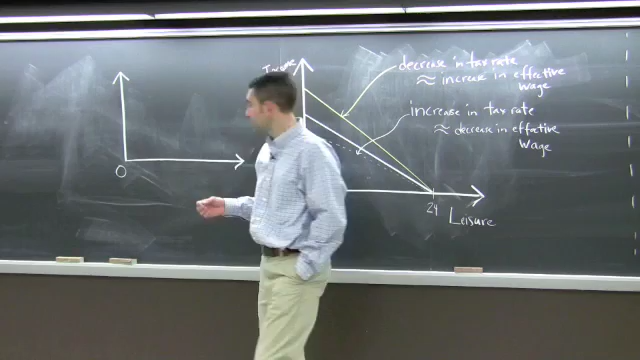 Income
decrease in tax rate
≈ increase in effective
wage
increase in tax rate
≈ decrease in effective
wage
0
24
Leisure